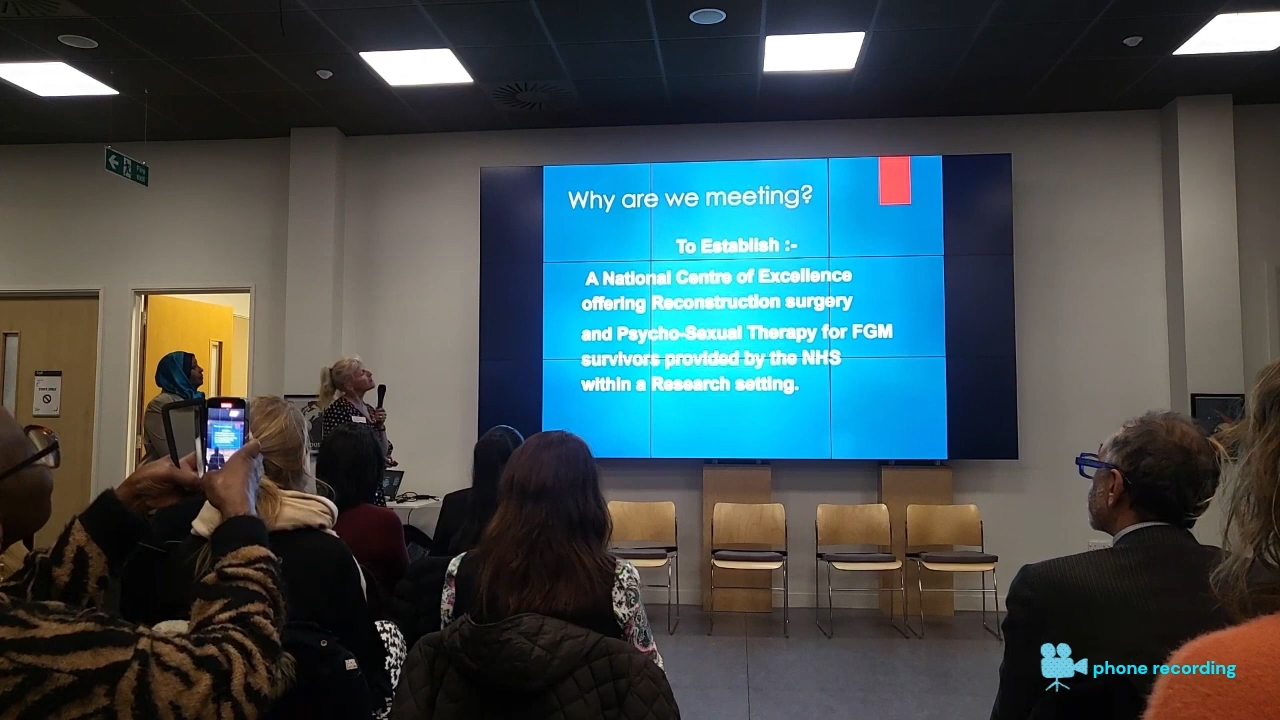 Why are we meeting?
To Establish :-
A National Centre of Excellence
offering Reconstruction surgery
and Psycho-Sexual Therapy for FGM
survivors provided by the NHS
within a Research setting.
phone recording